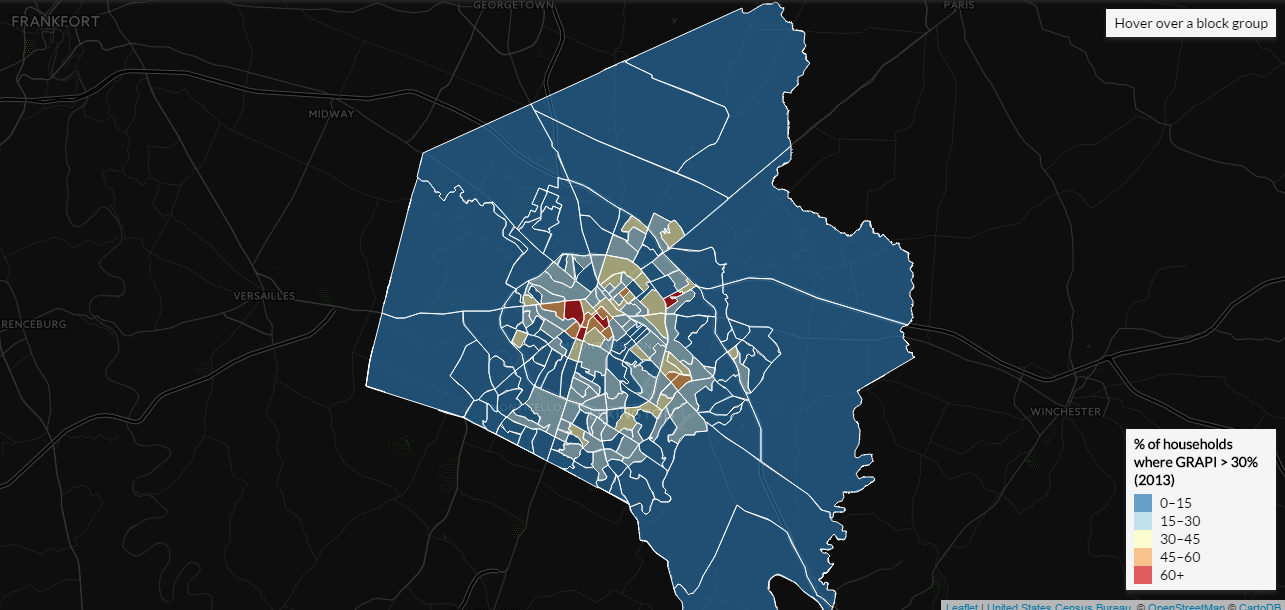 GEORGETOWN
PARIS
FRANKFORT
Hover over a block group
MIDWAY
VERSAILLES
RENCEBURG
WINCHESTER
% of households
where GRAPI > 30%
(2013)
0–15
15–30
30–45
45–60
60+
Leaflet | United States Census Bureau, © OpenStreetMap © CartoDB